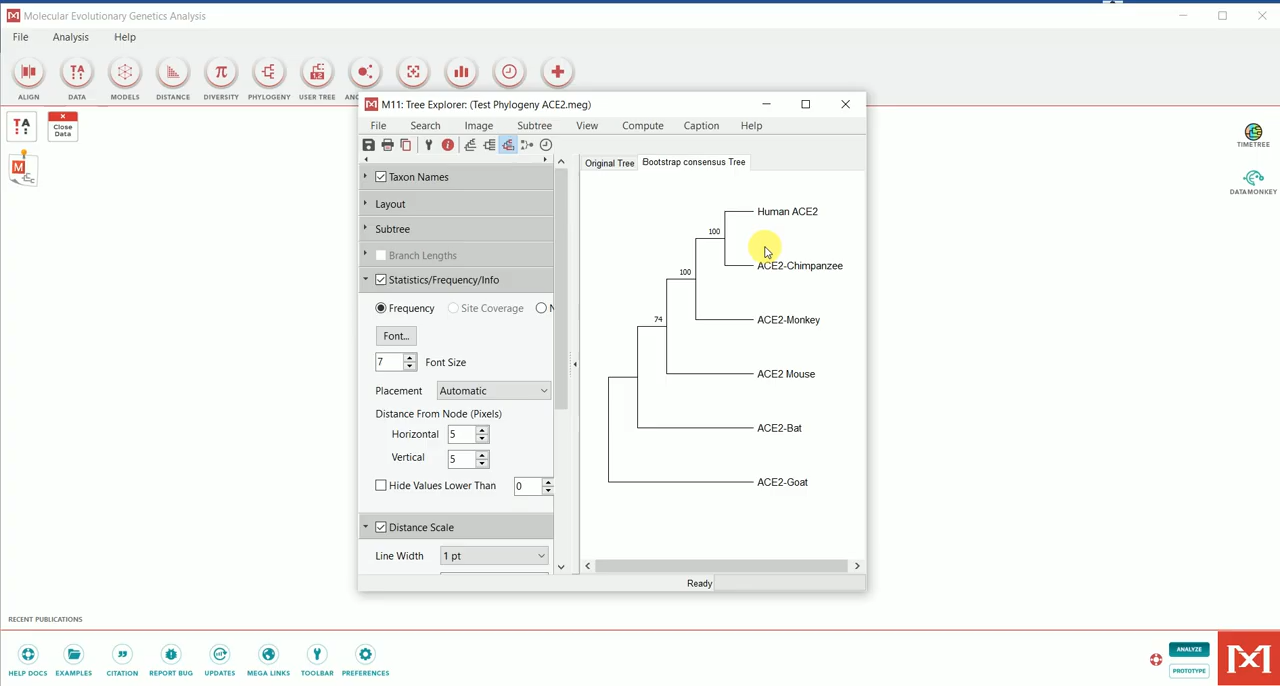 Molecular Evolutionary Genetics Analysis
File Analysis Help
TA
ALIGN DATA MODELS DISTANCE DIVERSITY PHYLOGENY USER TREE
TA
Close
Data
M
TIMETREE
DATAMONKEY
M11: Tree Explorer: (Test Phylogeny ACE2.meg)
File Search Image Subtree View Compute Caption Help
Taxon Names
Layout
Subtree
Branch Lengths
Statistics/Frequency/Info
Frequency Site Coverage
Font...
7 Font Size
Placement Automatic
Distance From Node (Pixels)
Horizontal 5
Vertical 5
Hide Values Lower Than 0
Distance Scale
Line Width 1 pt
Original Tree Bootstrap consensus Tree
Human ACE2
100
ACE2-Chimpanzee
100
ACE2-Monkey
74
ACE2 Mouse
ACE2-Bat
ACE2-Goat
Ready
RECENT PUBLICATIONS
HELP DOCS EXAMPLES CITATION REPORT BUG UPDATES MEGA LINKS TOOLBAR PREFERENCES
ANALYZE
PROTOTYPE
M